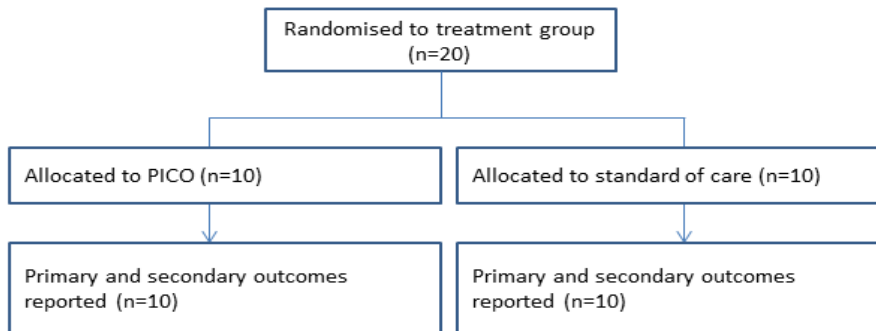 Randomised to treatment group
(n=20)
Allocated to PICO (n=10)
Allocated to standard of care (n=10)
Primary and secondary outcomes
reported (n=10)
Primary and secondary outcomes
reported (n=10)